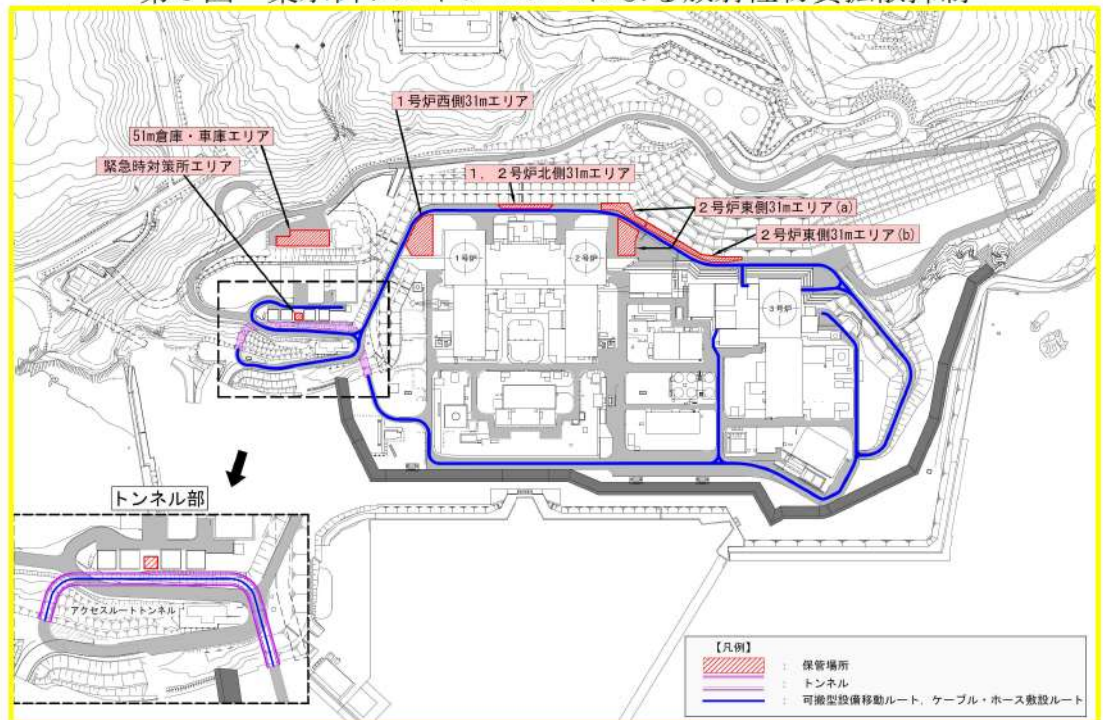 １号炉西側31mエリア
51m倉庫・車庫エリア
緊急時対策所エリア
１，２号炉北側31mエリア
２号炉東側31mエリア(a)
２号炉東側31mエリア(b)
１号炉
２号炉
３号炉
トンネル部
アクセスルートトンネル
【凡例】
： 保管場所
： トンネル
： 可搬型設備移動ルート，ケーブル・ホース敷設ルート